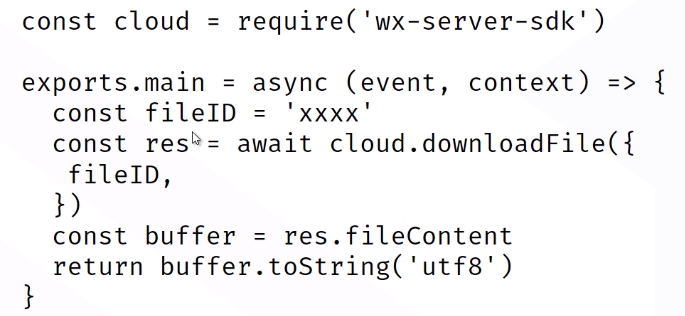 const cloud = require('wx-server-sdk')
exports.main = async (event, context) => {
const fileID = 'xxxx'
const res = await cloud.downloadFile({
fileID,
})
const buffer = res.fileContent
return buffer.toString('utf8')
}